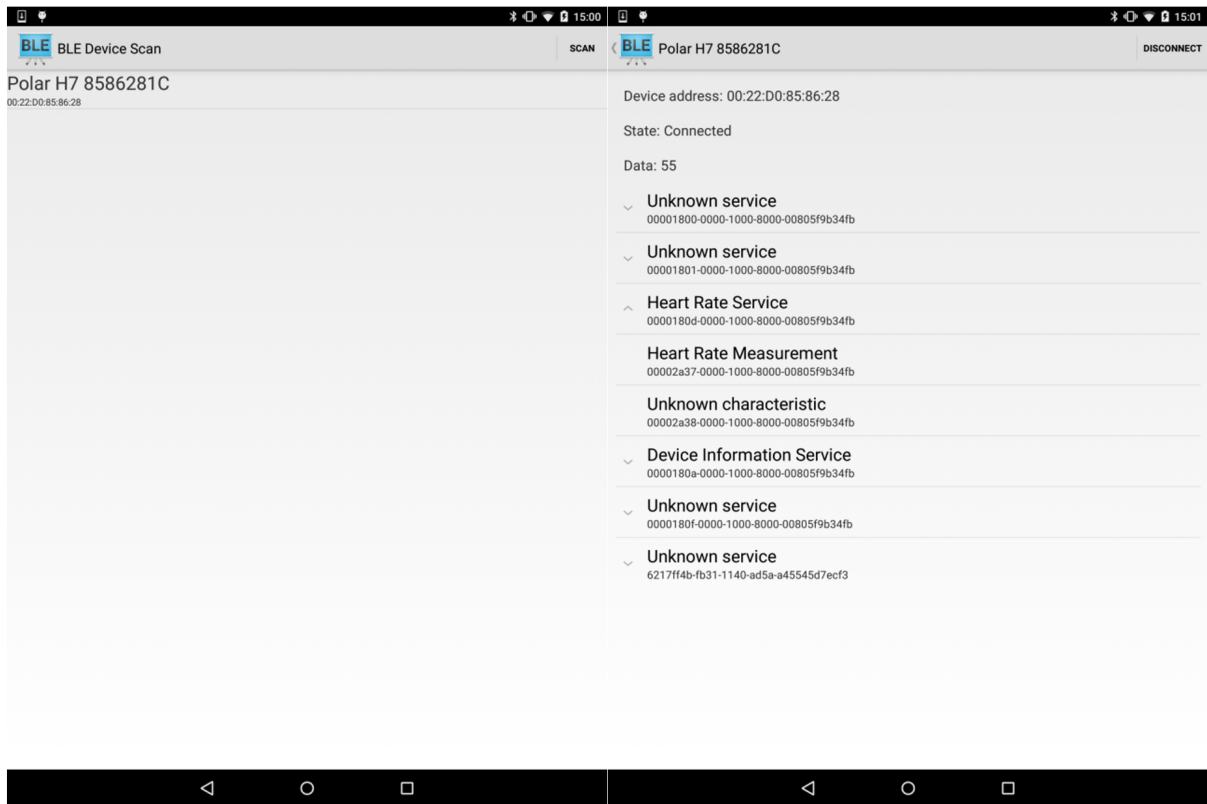 15:00
BLE BLE Device Scan SCAN
Polar H7 8586281C
00:22:D0:85:86:28
15:01
BLE Polar H7 8586281C DISCONNECT
Device address: 00:22:D0:85:86:28
State: Connected
Data: 55
Unknown service
00001800-0000-1000-8000-00805f9b34fb
Unknown service
00001801-0000-1000-8000-00805f9b34fb
Heart Rate Service
0000180d-0000-1000-8000-00805f9b34fb
Heart Rate Measurement
00002a37-0000-1000-8000-00805f9b34fb
Unknown characteristic
00002a38-0000-1000-8000-00805f9b34fb
Device Information Service
0000180a-0000-1000-8000-00805f9b34fb
Unknown service
0000180f-0000-1000-8000-00805f9b34fb
Unknown service
6217ff4b-fb31-1140-ad5a-a45545d7ecf3